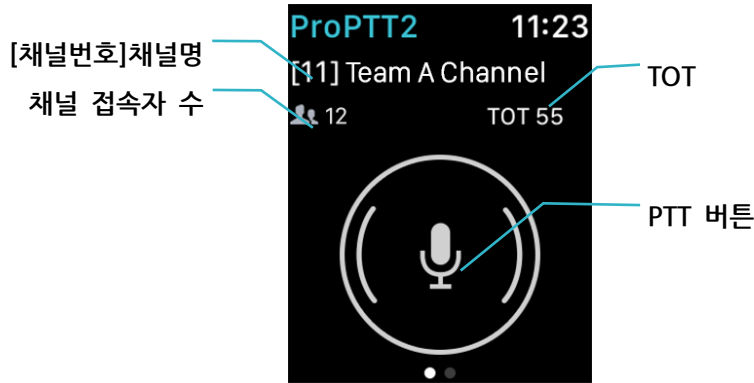 ProPTT2 11:23
[채널번호]채널명
[11] Team A Channel
TOT
채널 접속자 수
12
TOT 55
PTT 버튼